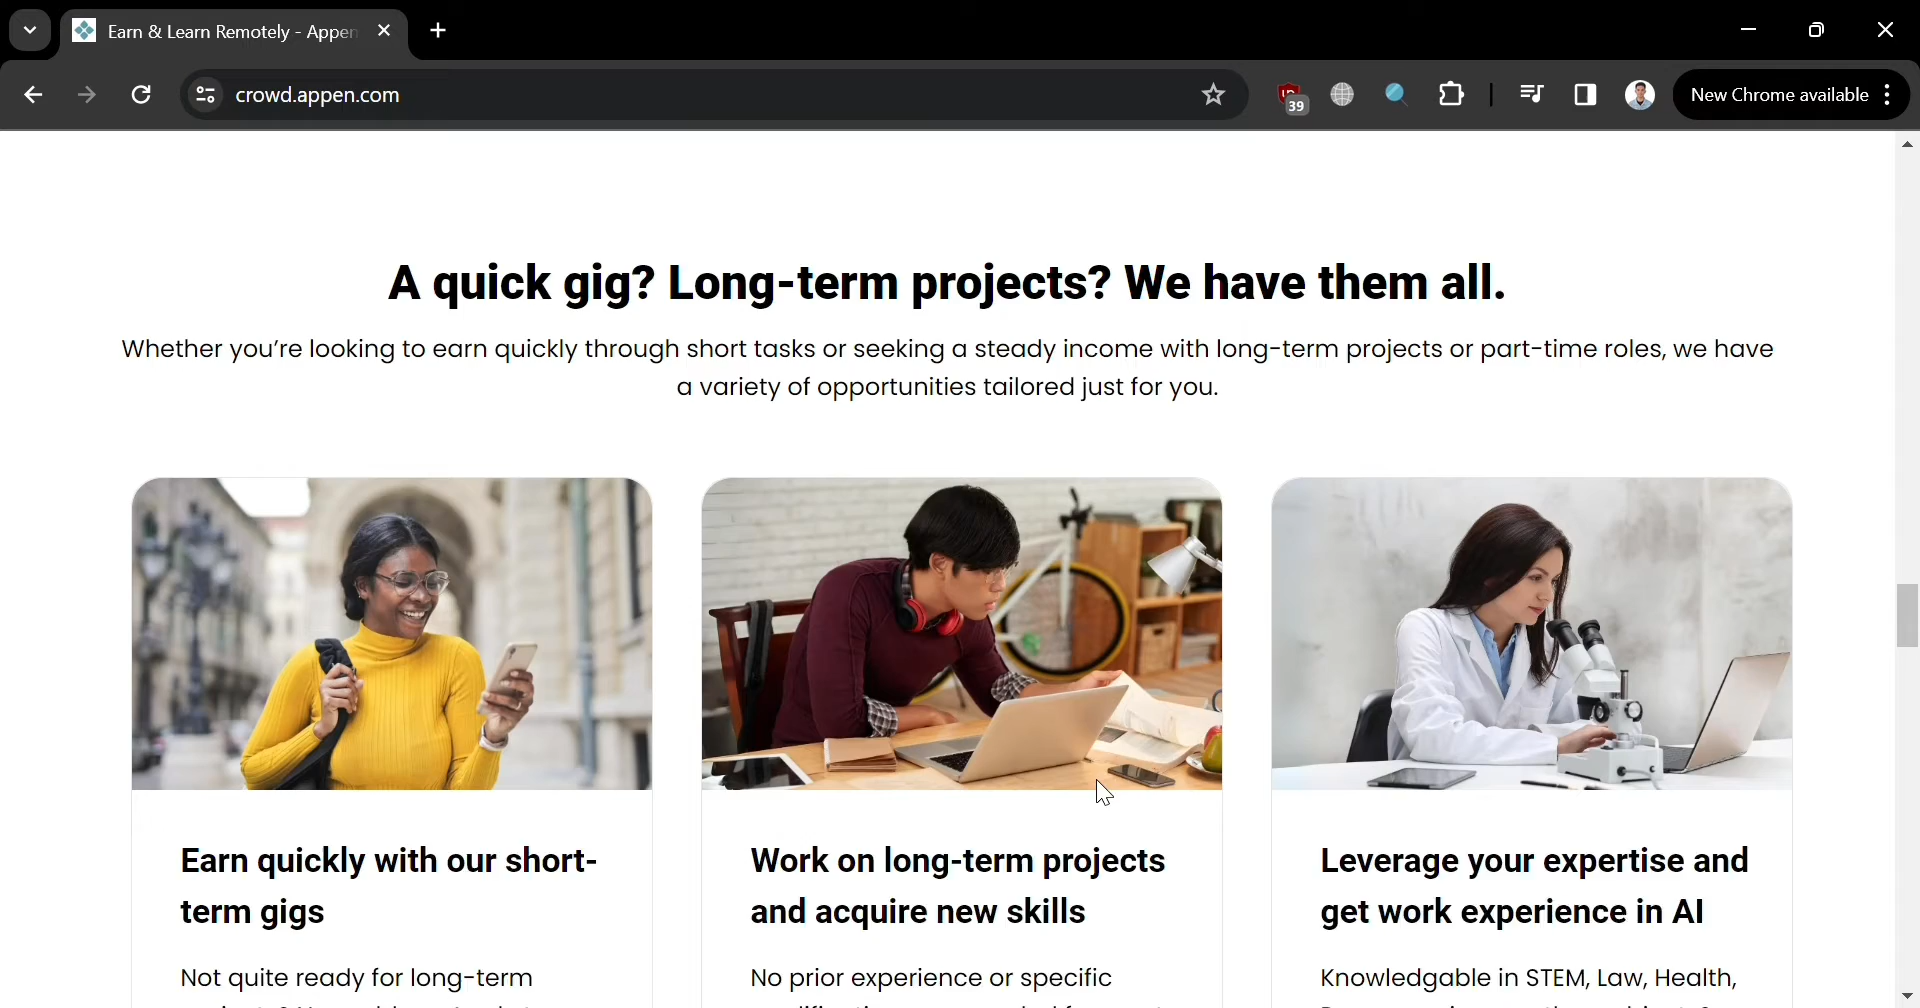 Earn & Learn Remotely - Appen
crowd.appen.com
39
New Chrome available
A quick gig? Long-term projects? We have them all.
Whether you're looking to earn quickly through short tasks or seeking a steady income with long-term projects or part-time roles, we have
a variety of opportunities tailored just for you.
Earn quickly with our short-
term gigs
Not quite ready for long-term
Work on long-term projects
and acquire new skills
No prior experience or specific
Leverage your expertise and
get work experience in AI
Knowledgable in STEM, Law, Health,